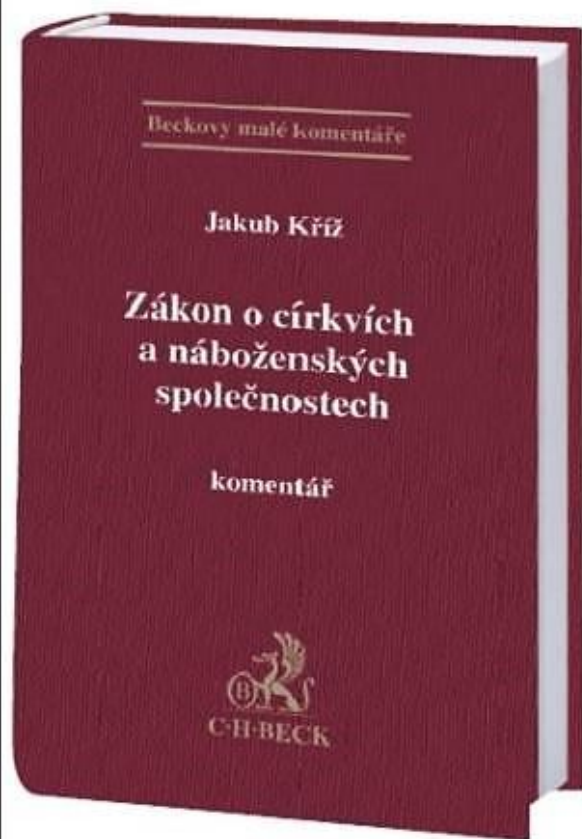 Beckovy malé komentáře
Jakub Kříž
Zákon o církvích
a náboženských
společnostech
komentář
B
C·H·BECK